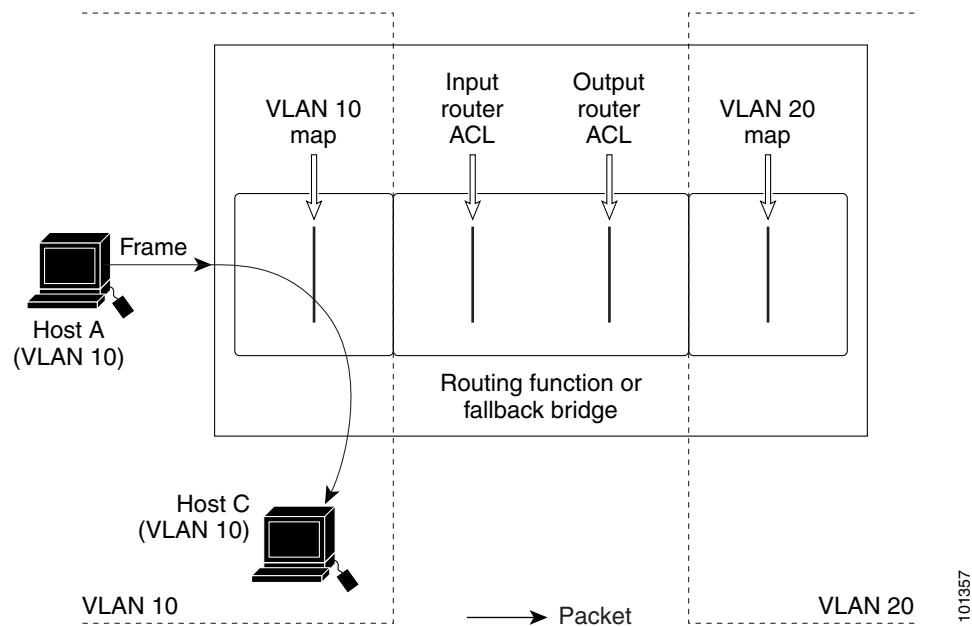 VLAN 10
map
Input
router
ACL
Output
router
ACL
VLAN 20
map
Frame
Host A
(VLAN 10)
Routing function or
fallback bridge
Host C
(VLAN 10)
VLAN 10
Packet
VLAN 20
101357